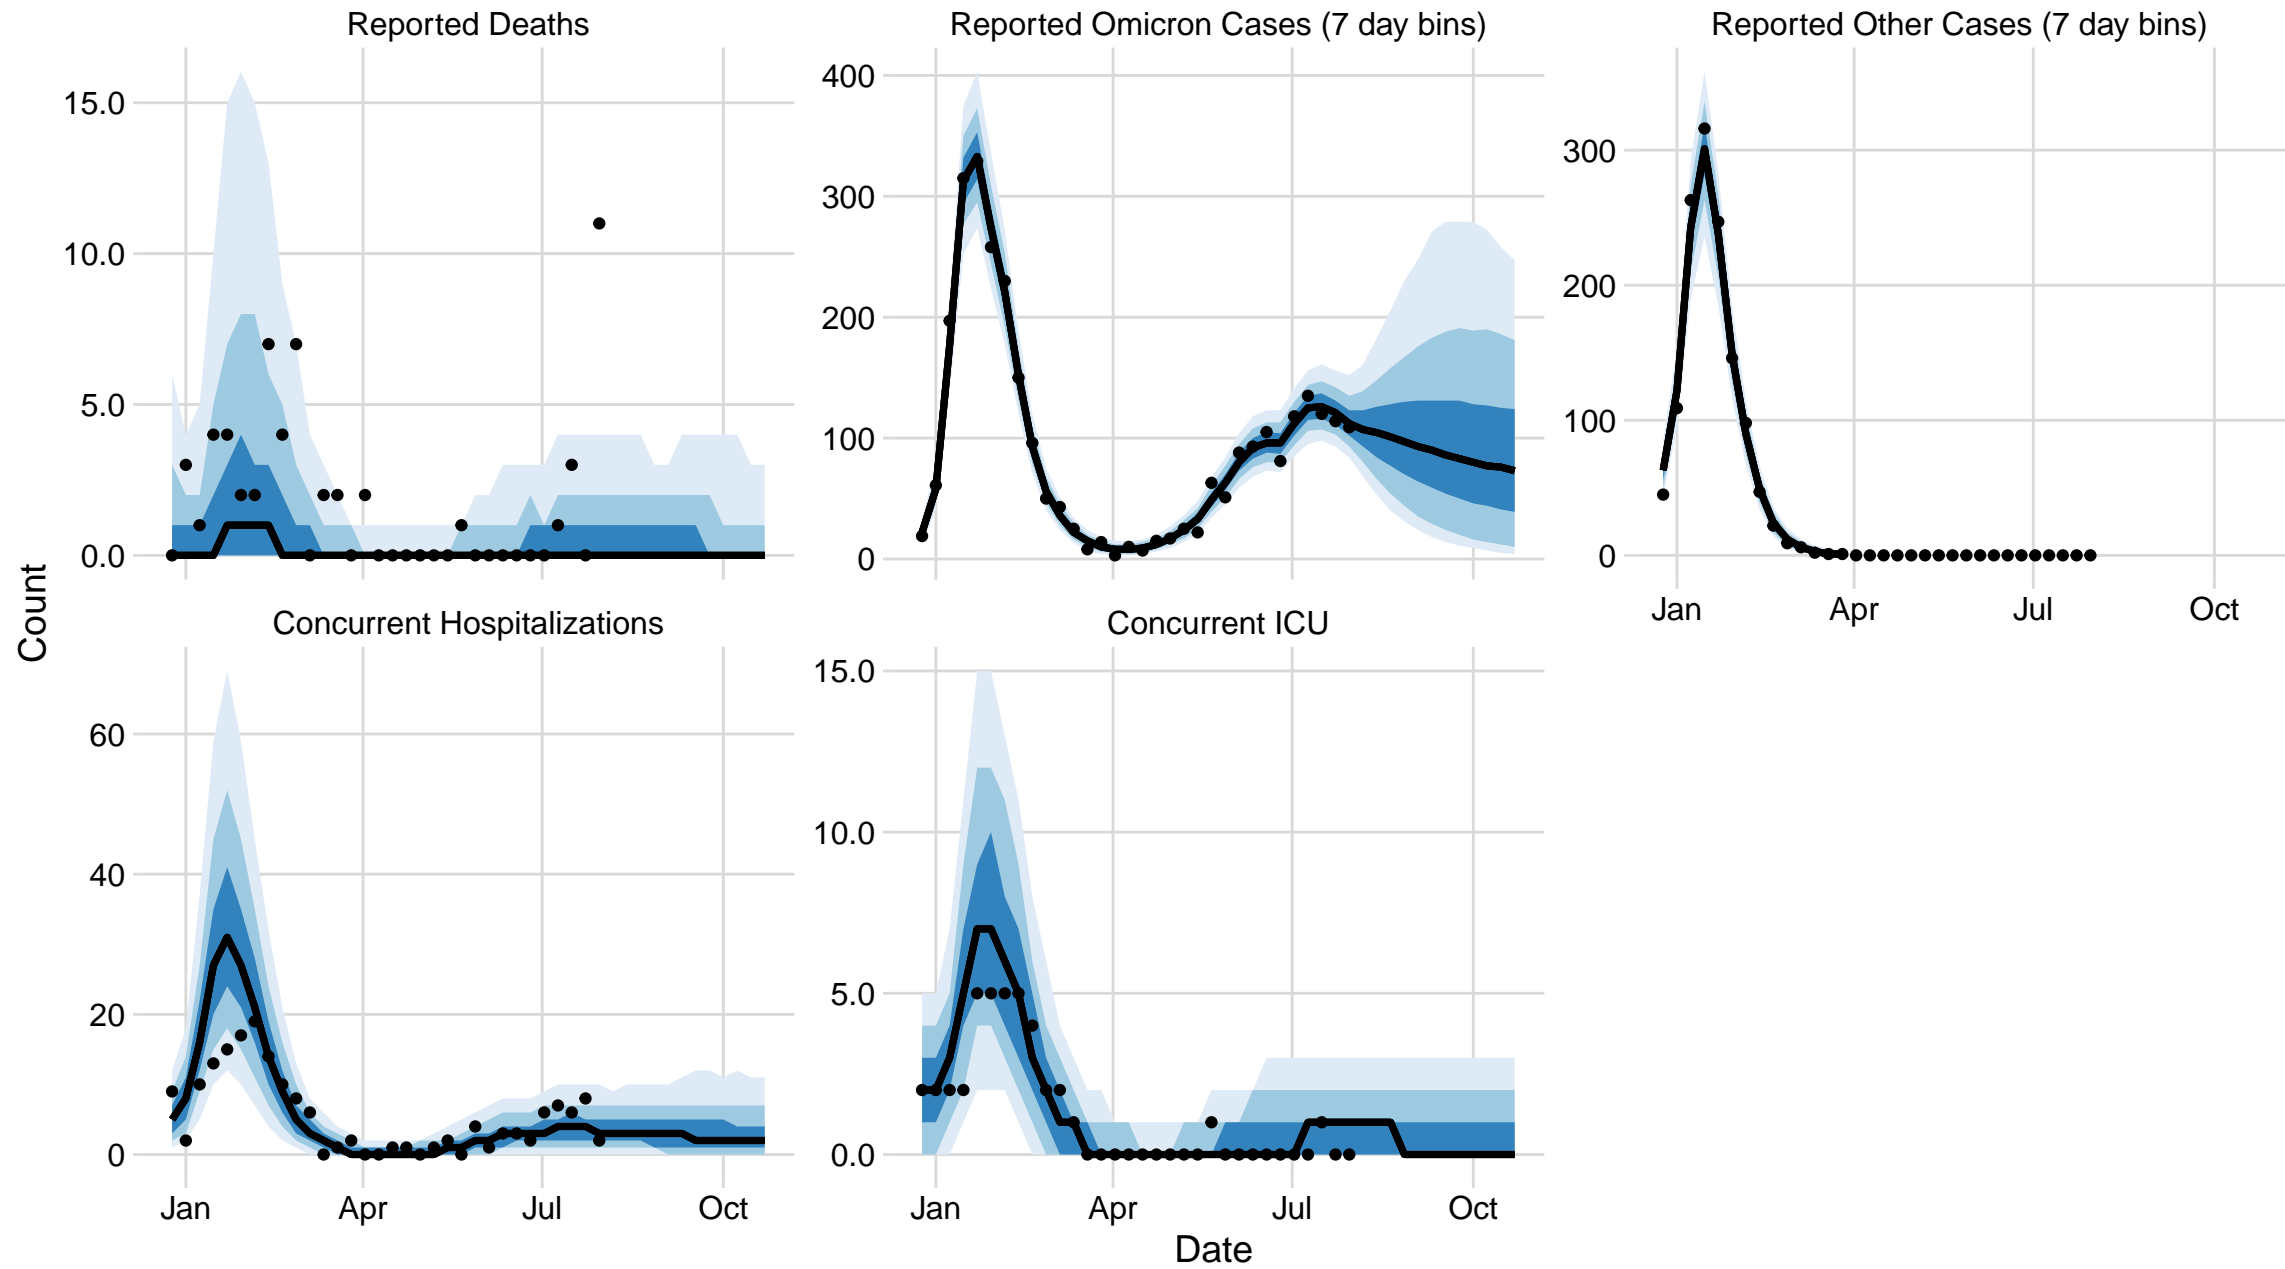 Reported Deaths
Reported Omicron Cases (7 day bins)
Reported Other Cases (7 day bins)
15.0
10.0
5.0
0.0
400
300
200
100
0
300
200
100
0
Jan Apr Jul Oct
Count
Concurrent Hospitalizations
Concurrent ICU
60
40
20
0
15.0
10.0
5.0
0.0
Jan Apr Jul Oct
Jan Apr Jul Oct
Date